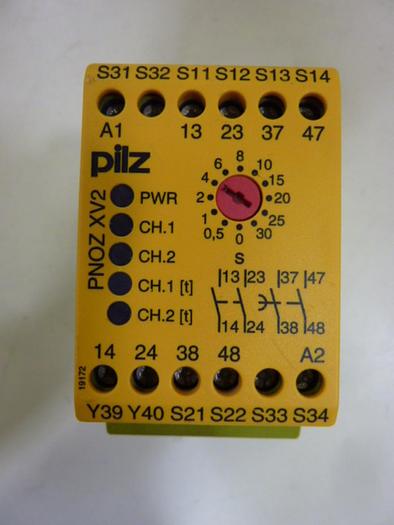 S31 S32 S11 S12 S13 S14
A1 13 23 37 47
pilz
PNOZ XV2
PWR
CH.1
CH.2
CH.1 [t]
CH.2 [t]
0 0,5 1 2 4 6 8 10 15 20 25 30
S
13 23 37 47
14 24 38 48
14 24 38 48 A2
19172
Y39 Y40 S21 S22 S33 S34